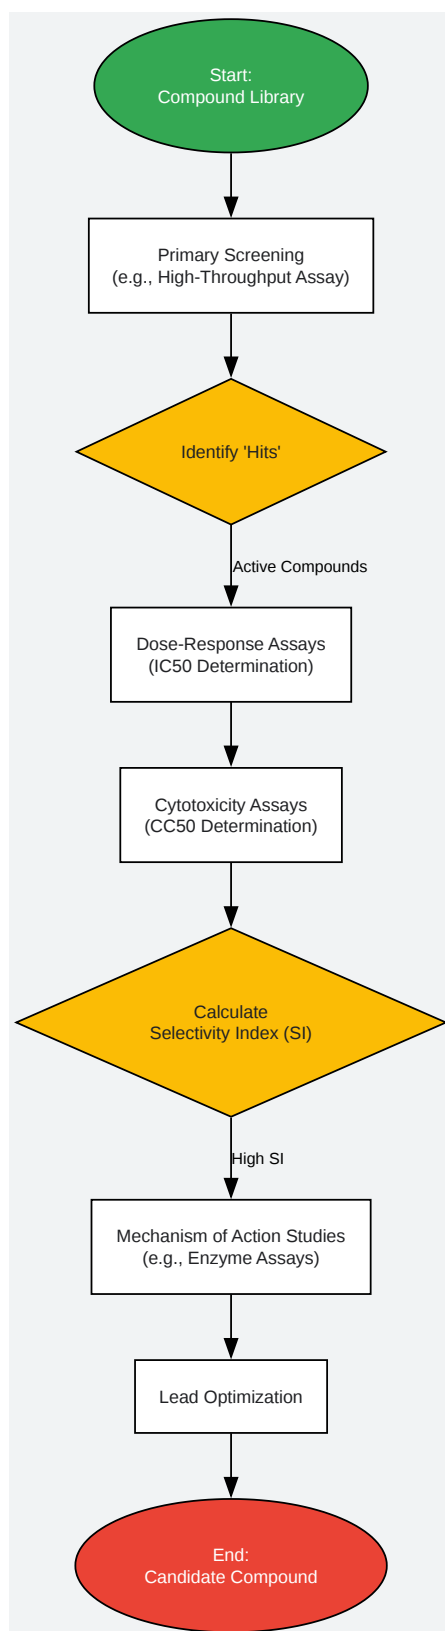 Start:
Compound Library
Primary Screening
(e.g., High-Throughput Assay)
Identify 'Hits'
Active Compounds
Dose-Response Assays
(IC50 Determination)
Cytotoxicity Assays
(CC50 Determination)
Calculate
Selectivity Index (SI)
High SI
Mechanism of Action Studies
(e.g., Enzyme Assays)
Lead Optimization
End:
Candidate Compound